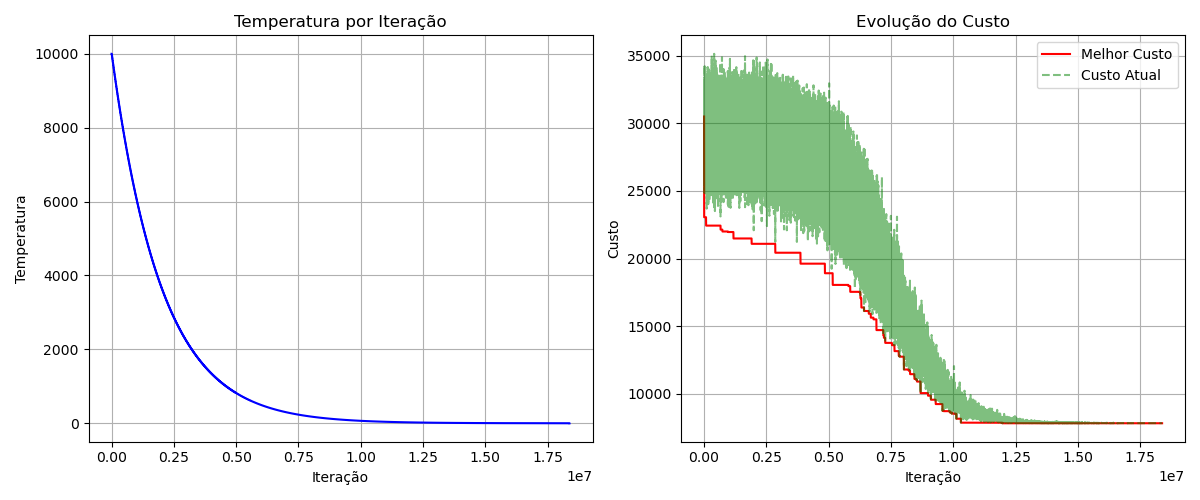 Temperatura por Iteração
Temperatura
10000
8000
6000
4000
2000
0
0.00 0.25 0.50 0.75 1.00 1.25 1.50 1.75
1e7
Iteração
Evolução do Custo
Melhor Custo
Custo Atual
Custo
35000
30000
25000
20000
15000
10000
0.00 0.25 0.50 0.75 1.00 1.25 1.50 1.75
1e7
Iteração